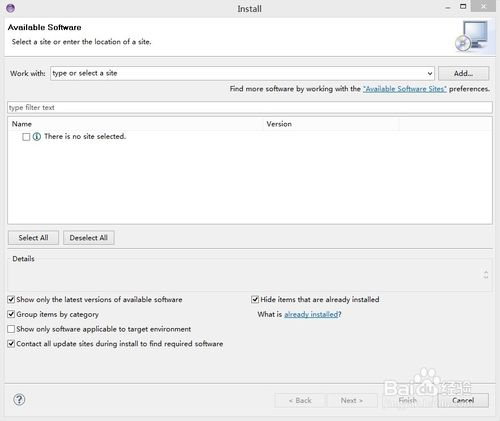 Install
Available Software
Select a site or enter the location of a site.
Work with: type or select a site Add...
Find more software by working with the "Available Software Sites" preferences.
type filter text
Name Version
There is no site selected.
Select All Deselect All
Details
Show only the latest versions of available software Hide items that are already installed
Group items by category What is already installed?
Show only software applicable to target environment
Contact all update sites during install to find required software
Baidu 经验
< Back Next > Finish Cancel